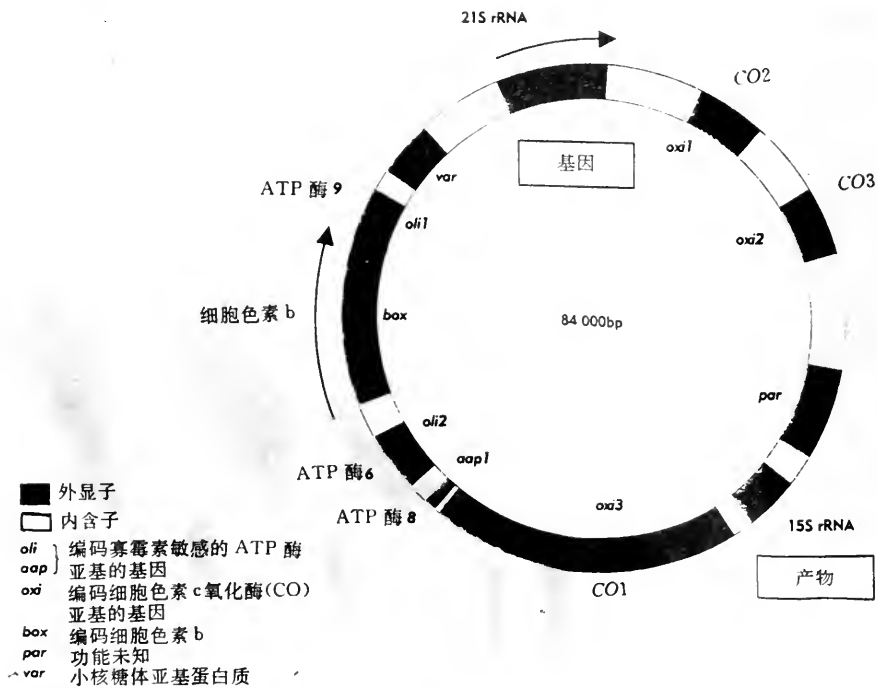 21S rRNA
CO2
oxi1
基因
CO3
var
ATP 酶 9
oli1
oxi2
细胞色素 b
box
84 000bp
par
oli2
aap1
ATP 酶6
ATP 酶 8
oxi3
15S rRNA
CO1
产物
外显子
内含子
oli 编码寡霉素敏感的 ATP 酶
aap 亚基的基因
oxi 编码细胞色素 c 氧化酶(CO)
亚基的基因
box 编码细胞色素 b
par 功能未知
var 小核糖体亚基蛋白质